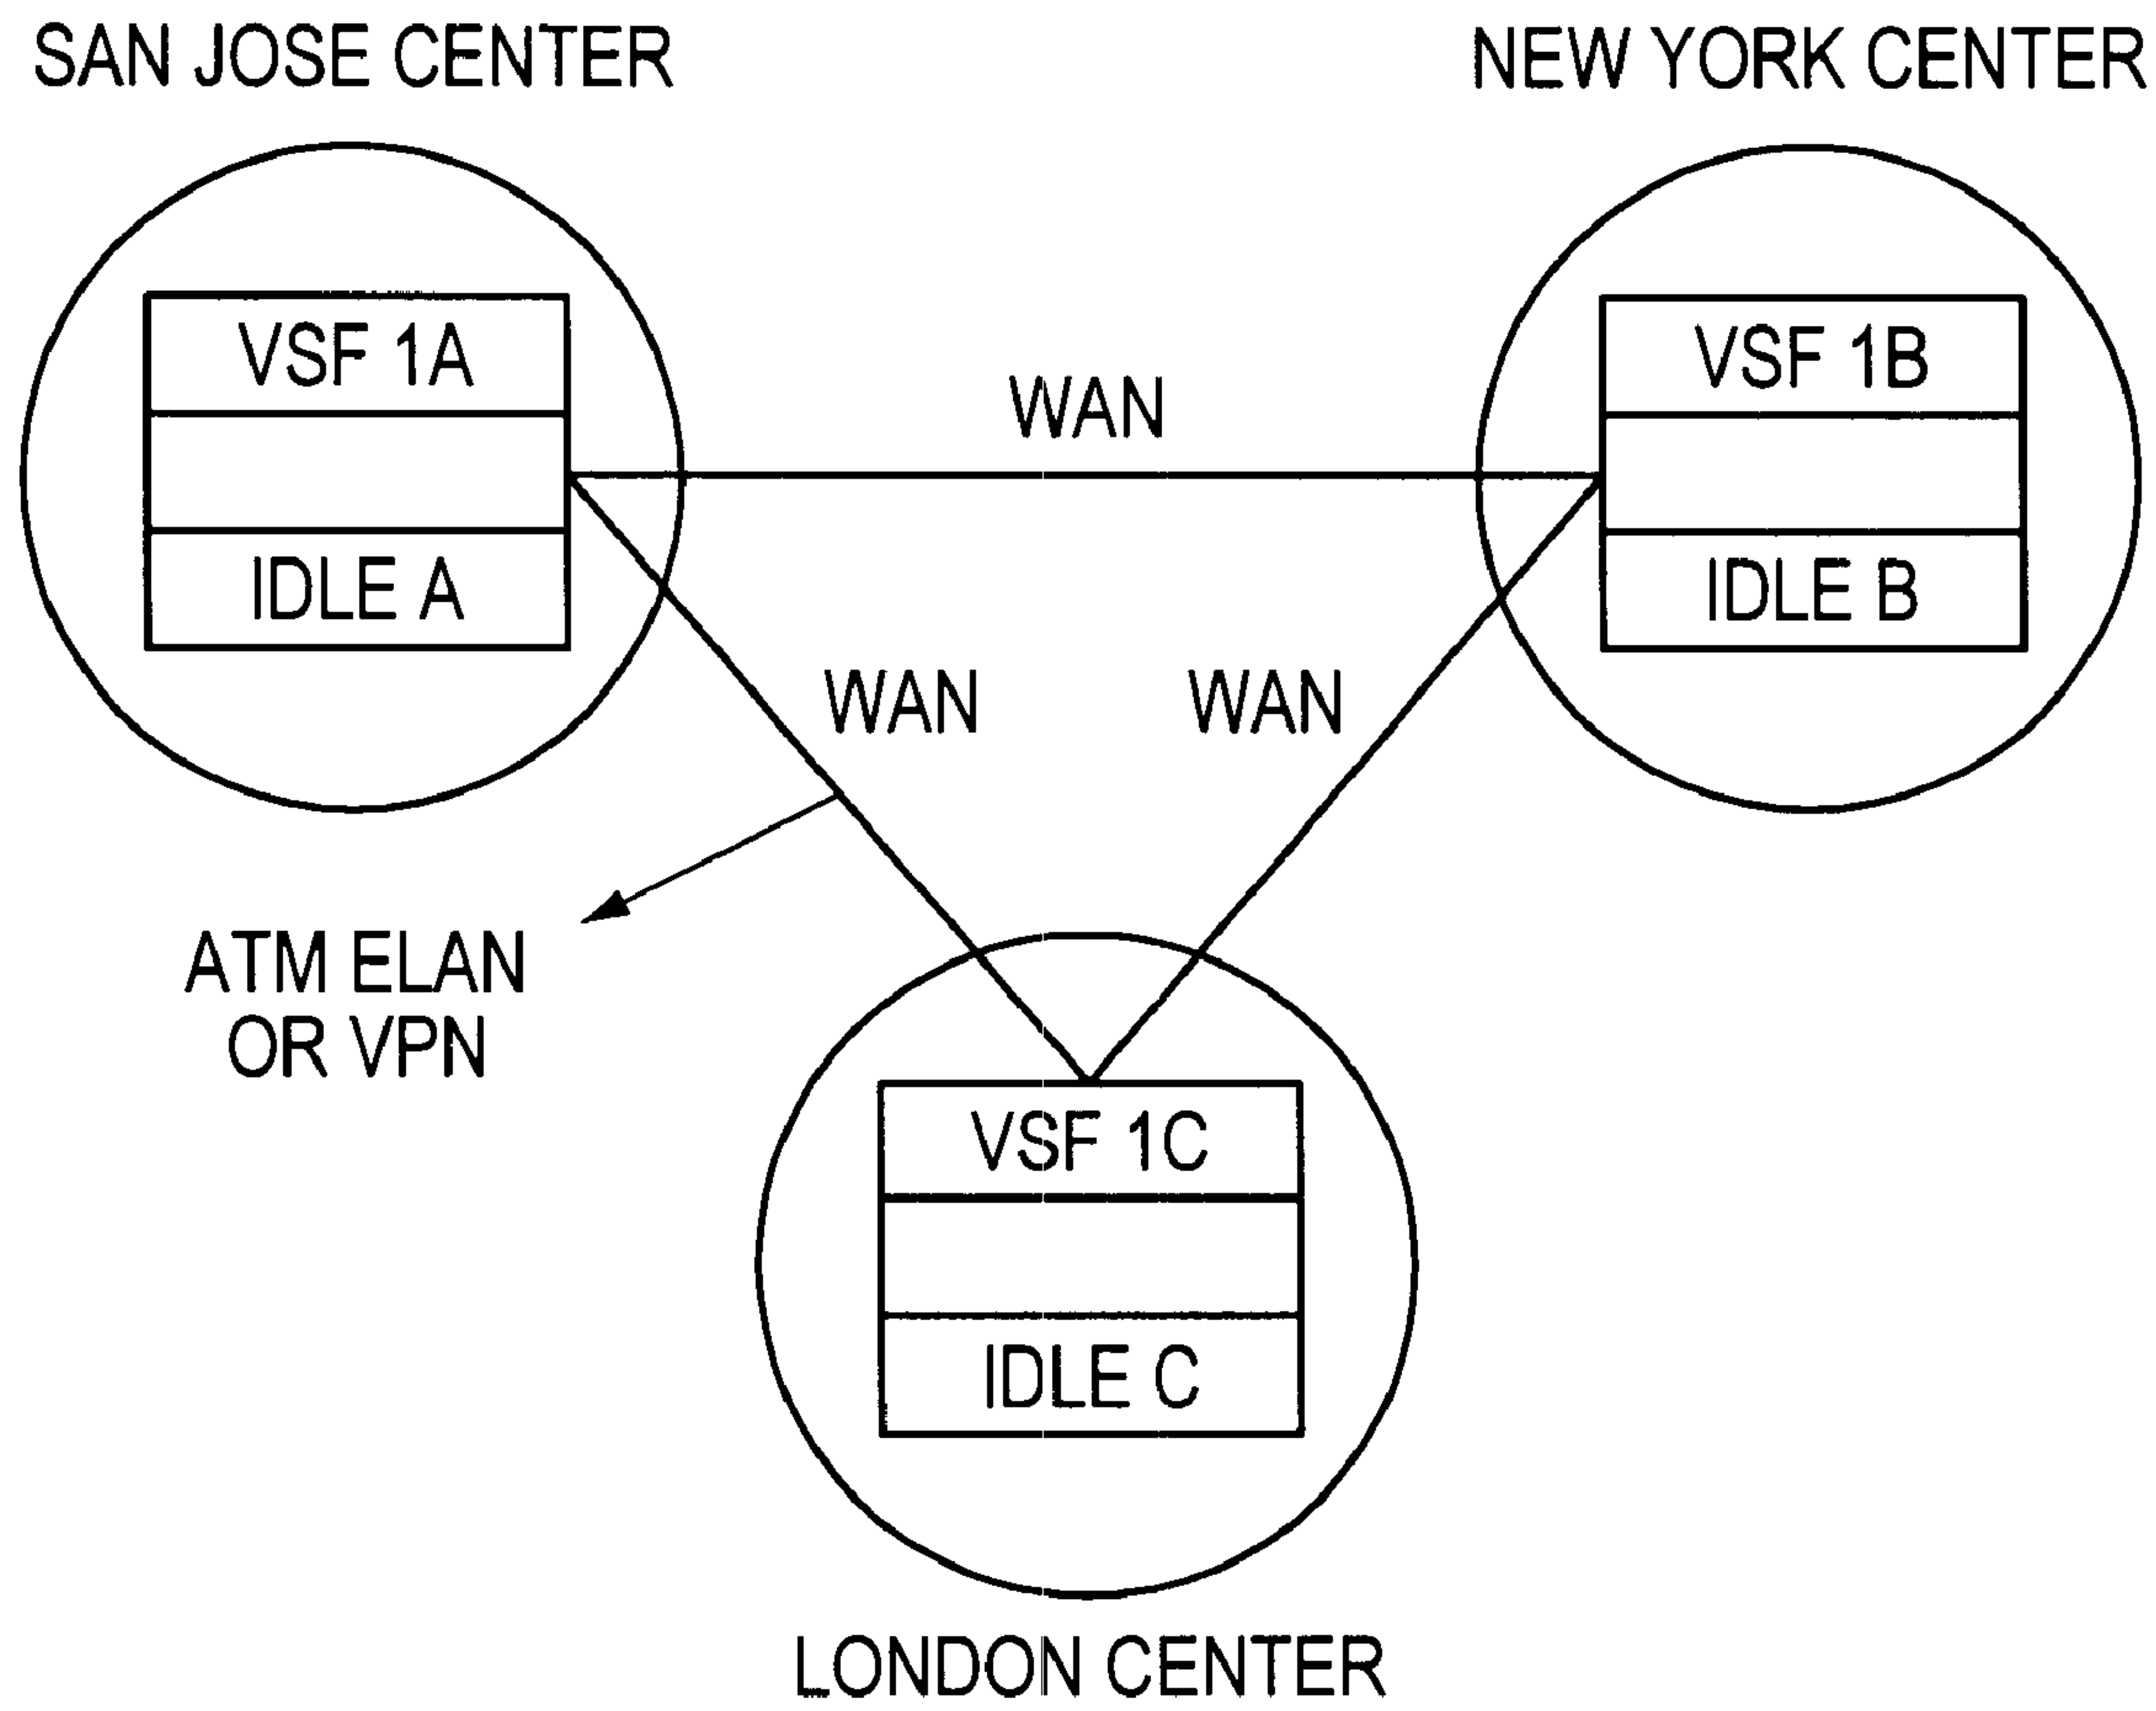 SAN JOSE CENTER
NEW YORK CENTER
VSF 1A
IDLE A
WAN
VSF 1B
IDLE B
WAN
WAN
ATM ELAN
OR VPN
VSF 1C
IDLE C
LONDON CENTER